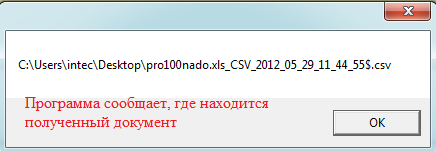 C:\Users\intec\Desktop\pro100nado.xls_CSV_2012_05_29_11_44_55$.csv
Программа сообщает, где находится
полученный документ
OK